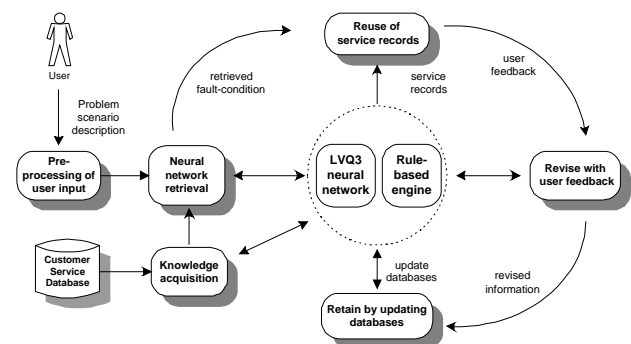 User
Problem
scenario
description
Pre-
processing of
user input
Neural
network
retrieval
retrieved
fault-condition
Reuse of
service records
service
records
user
feedback
LVQ3
neural
network
Rule-
based
engine
Revise with
user feedback
Customer
Service
Database
Knowledge
acquisition
update
databases
revised
information
Retain by updating
databases